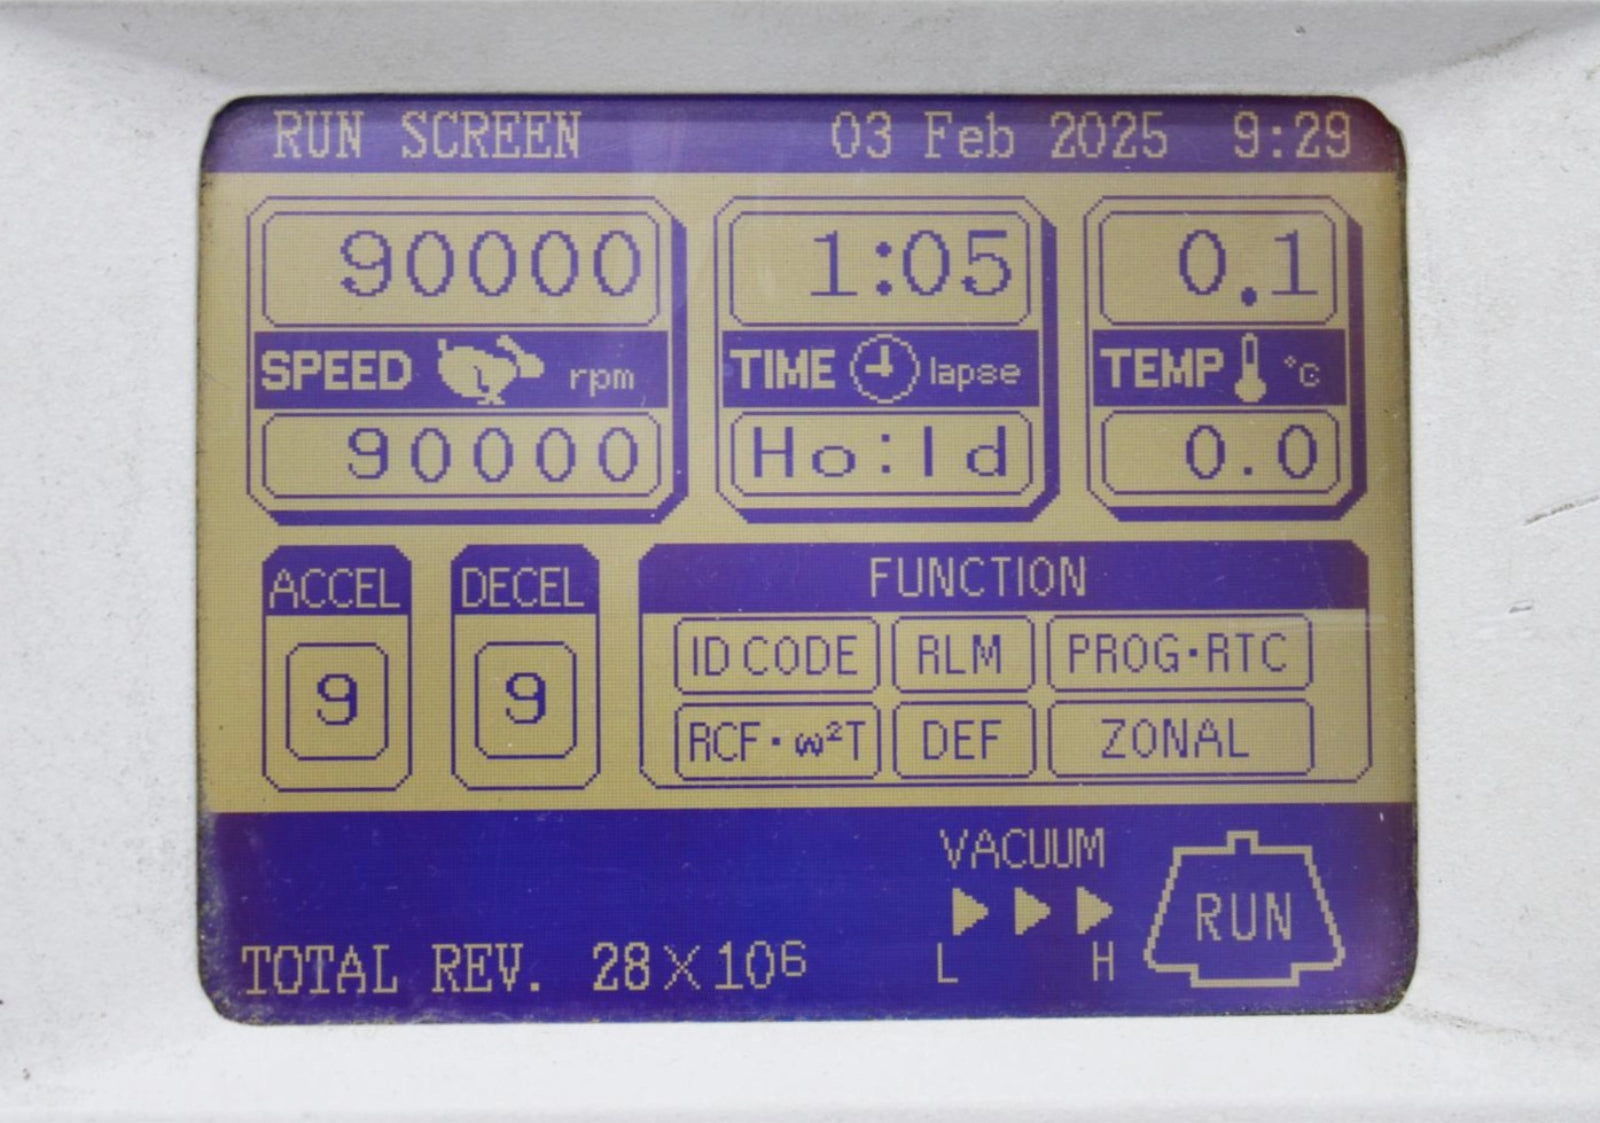 RUN SCREEN 03 Feb 2025 9:29
90000 1:05 0.1
SPEED rpm TIME lapse TEMP °C
90000 Ho:ld 0.0
ACCEL DECEL FUNCTION
ID CODE RLM PROG·RTC
9 9
RCF·ω²T DEF ZONAL
VACUUM
RUN
TOTAL REV. 28×10⁶ L H